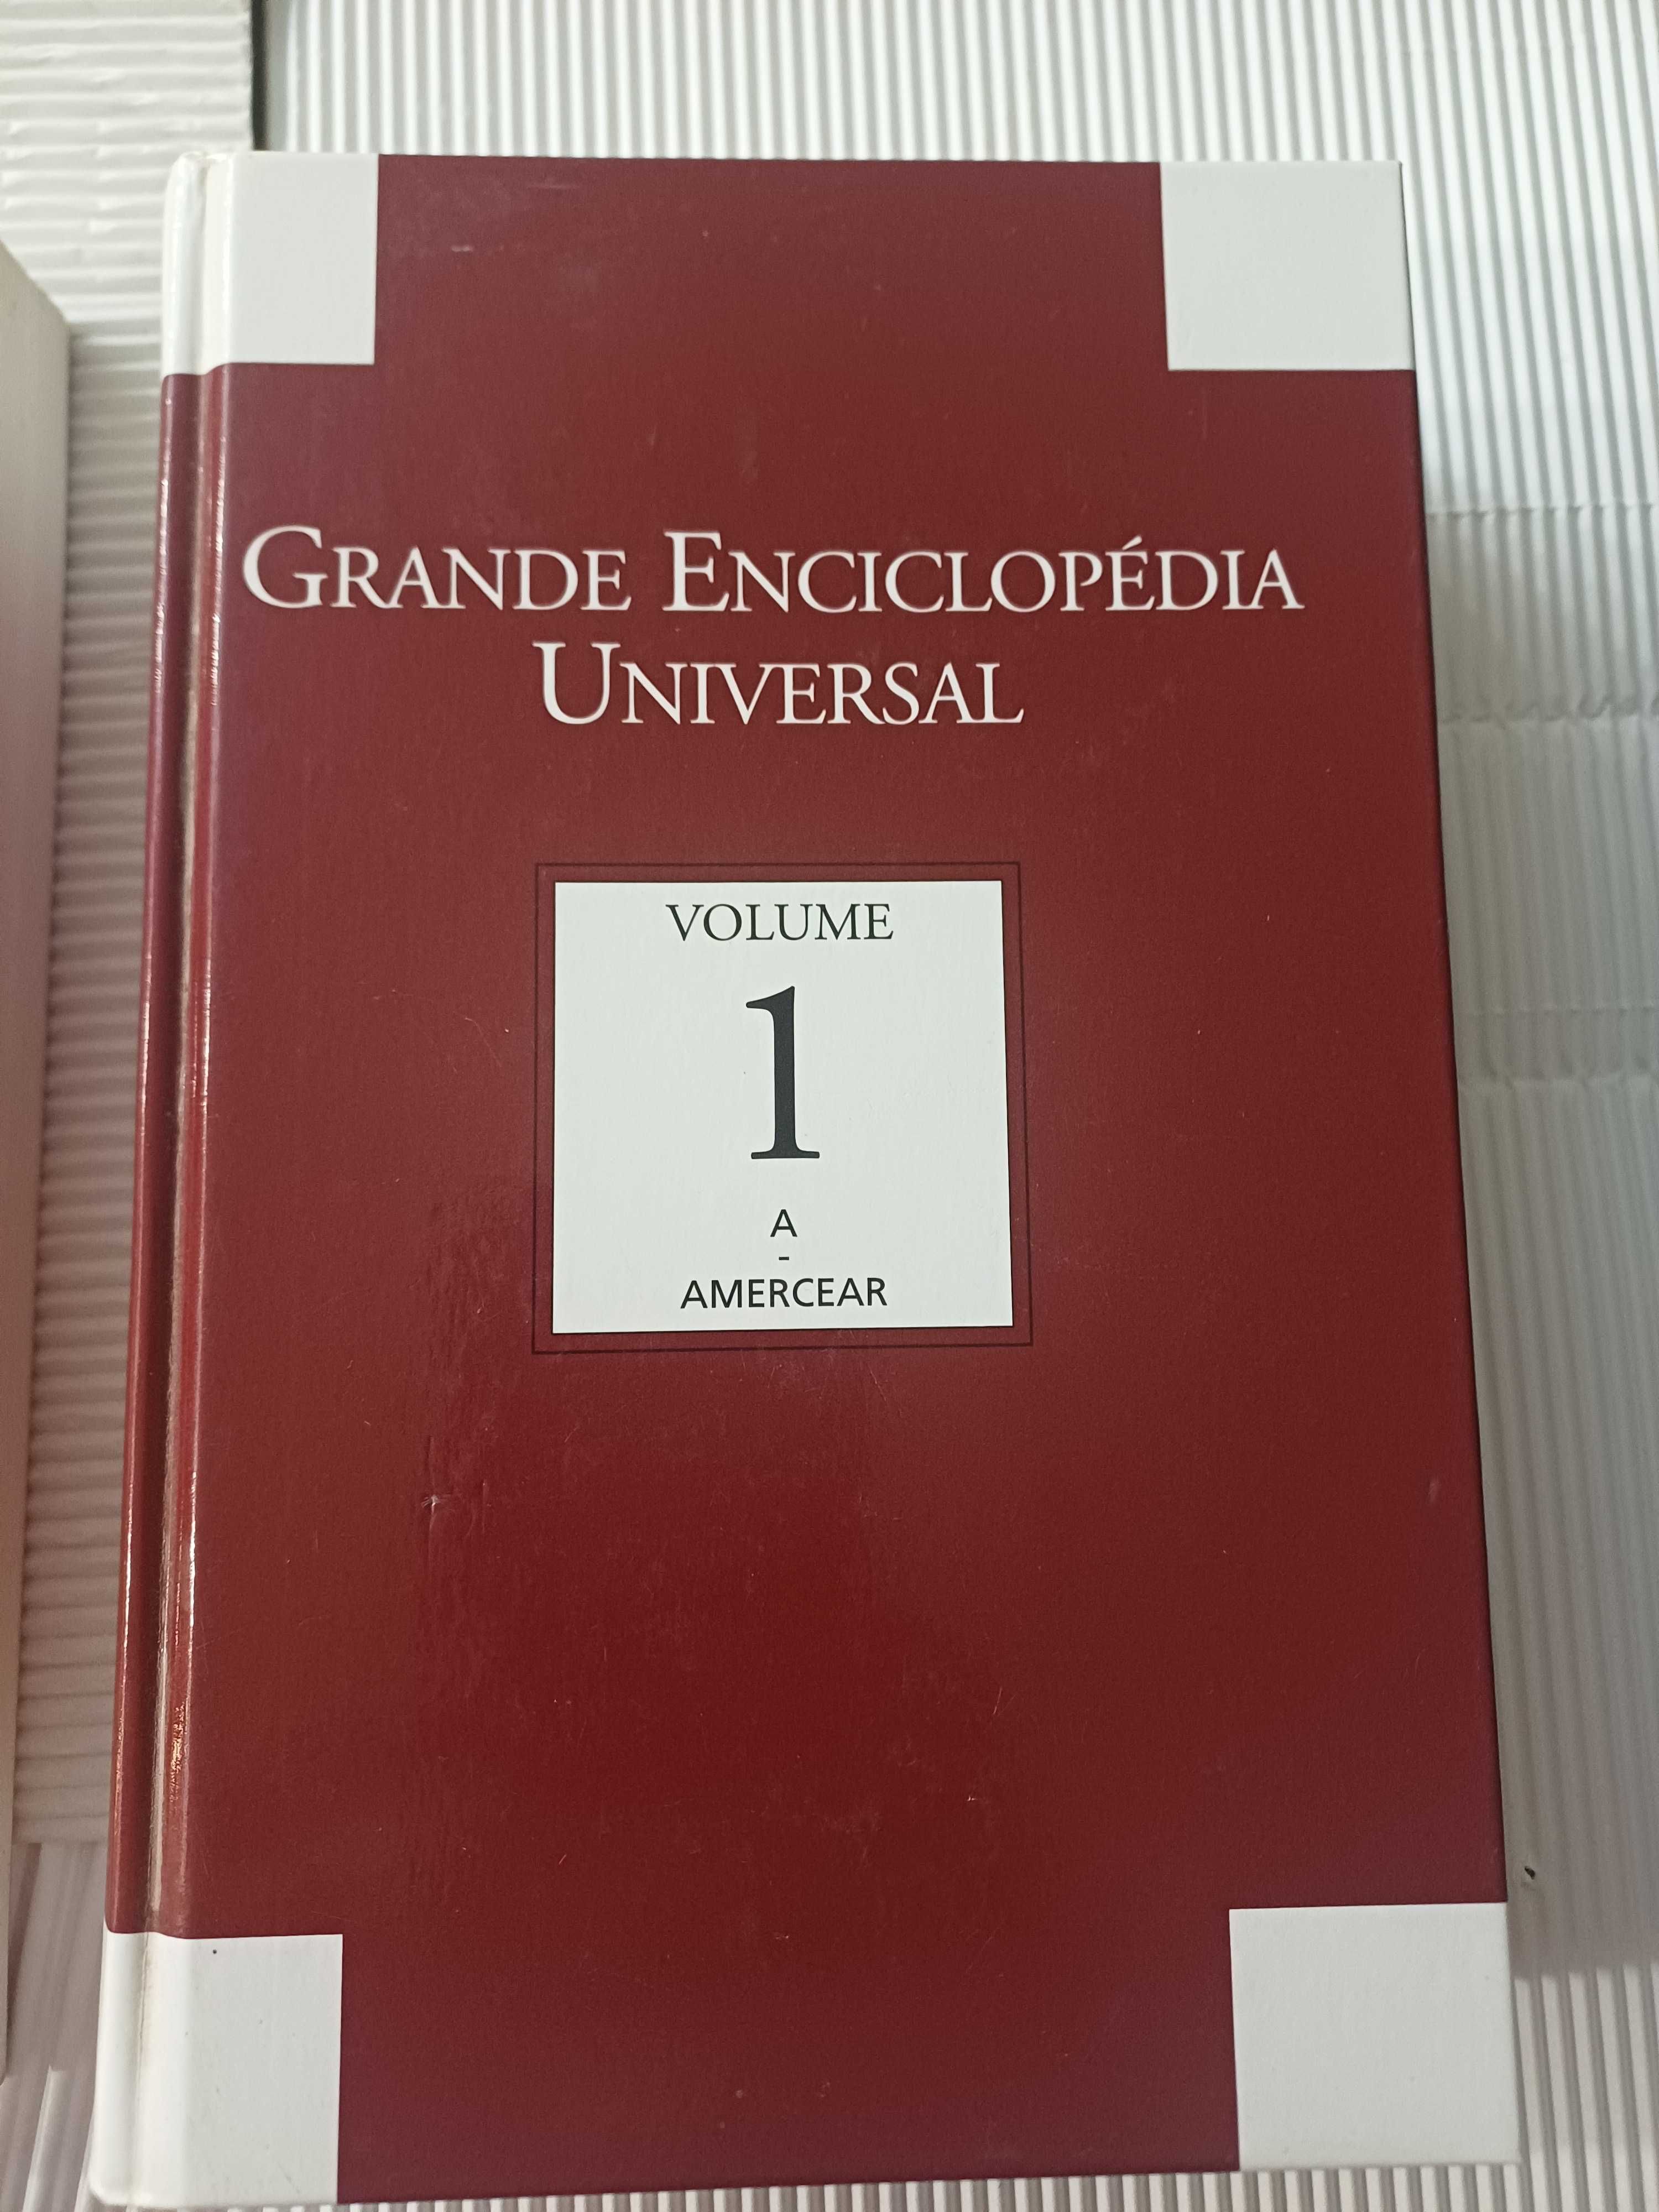 GRANDE ENCICLOPÉDIA
UNIVERSAL
VOLUME
1
A
-
AMERCEAR